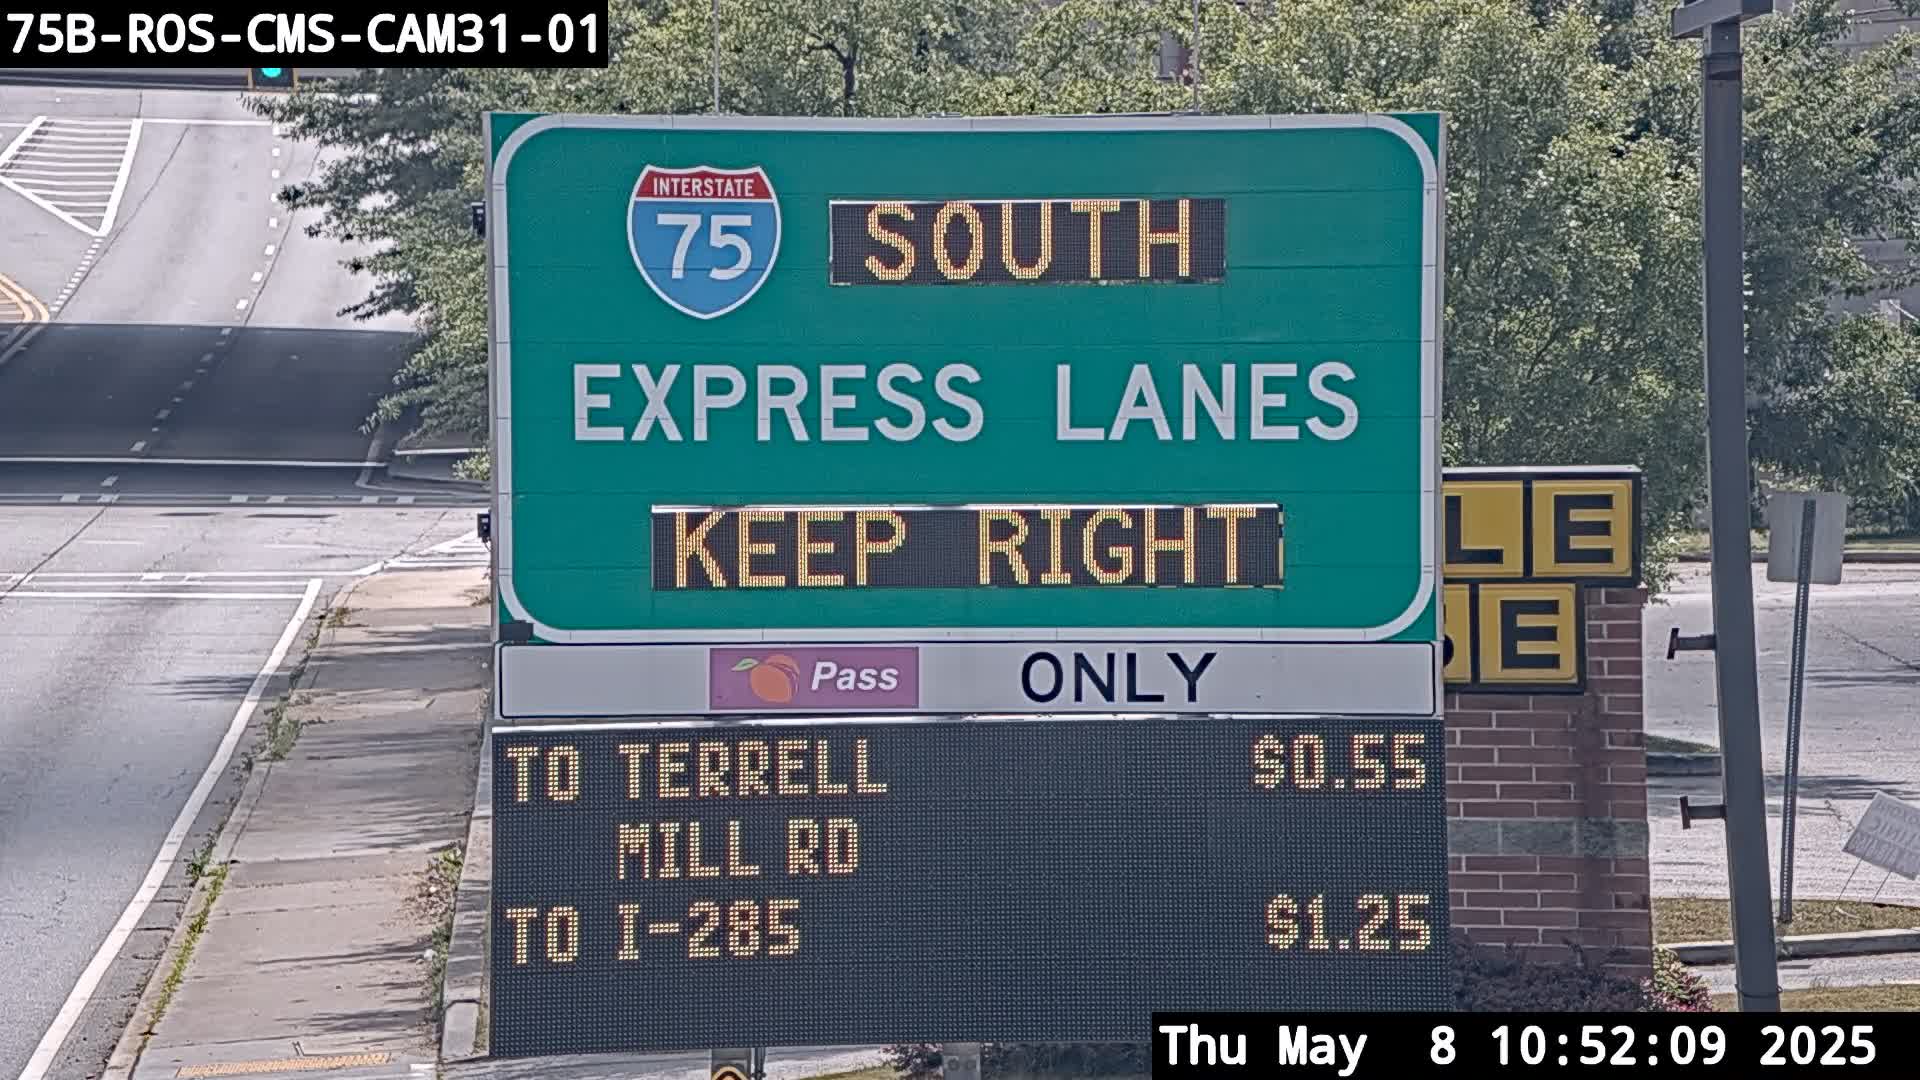 75B-ROS-CMS-CAM31-01
INTERSTATE
75
SOUTH
EXPRESS LANES
KEEP RIGHT
Pass ONLY
TO TERRELL $0.55
MILL RD
TO I-285 $1.25
LE
E
Thu May 8 10:52:09 2025